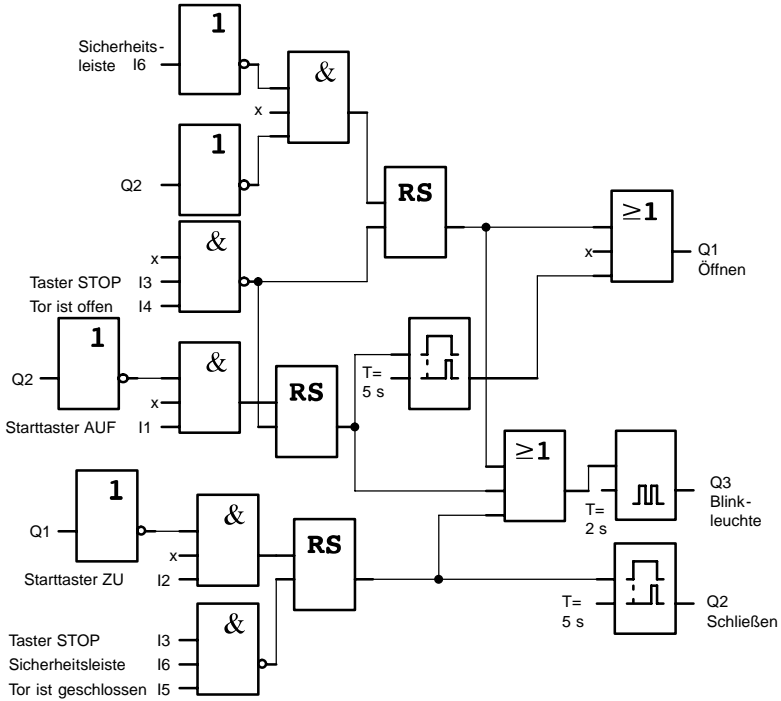 1
Sicherheits-
leiste I6
&
x
1
Q2
RS
≥1
&
x
Q1
Öffnen
x
Taster STOP I3
Tor ist offen I4
1
&
Q2
T=
5 s
RS
x
Starttaster AUF I1
≥1
1
Q3
Blink-
leuchte
&
T=
2 s
Q1
RS
x
Starttaster ZU I2
T=
5 s
Q2
Schließen
&
Taster STOP I3
Sicherheitsleiste I6
Tor ist geschlossen I5